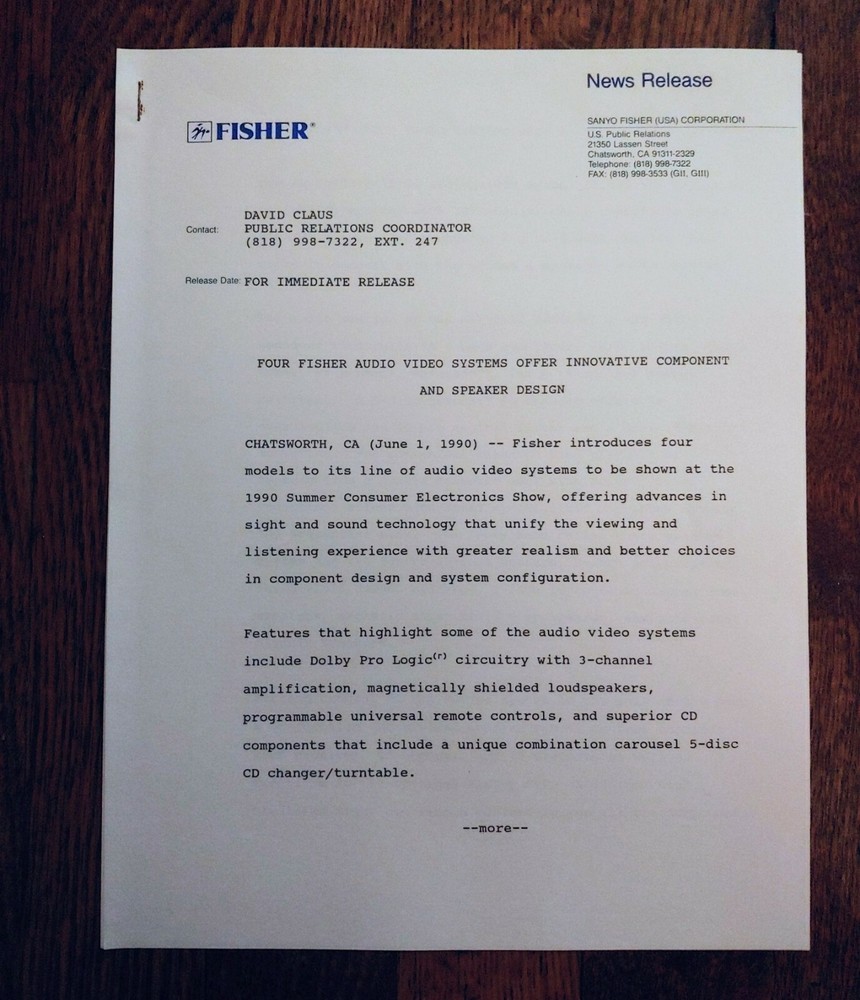 News Release
FISHER®
SANYO FISHER (USA) CORPORATION
U.S. Public Relations
21350 Lassen Street
Chatsworth, CA 91311-2329
Telephone: (818) 998-7322
FAX: (818) 998-3533 (GII, GIII)
DAVID CLAUS
Contact: PUBLIC RELATIONS COORDINATOR
(818) 998-7322, EXT. 247
Release Date: FOR IMMEDIATE RELEASE
FOUR FISHER AUDIO VIDEO SYSTEMS OFFER INNOVATIVE COMPONENT
AND SPEAKER DESIGN
CHATSWORTH, CA (June 1, 1990) -- Fisher introduces four
models to its line of audio video systems to be shown at the
1990 Summer Consumer Electronics Show, offering advances in
sight and sound technology that unify the viewing and
listening experience with greater realism and better choices
in component design and system configuration.
Features that highlight some of the audio video systems
include Dolby Pro Logic(r) circuitry with 3-channel
amplification, magnetically shielded loudspeakers,
programmable universal remote controls, and superior CD
components that include a unique combination carousel 5-disc
CD changer/turntable.
--more--